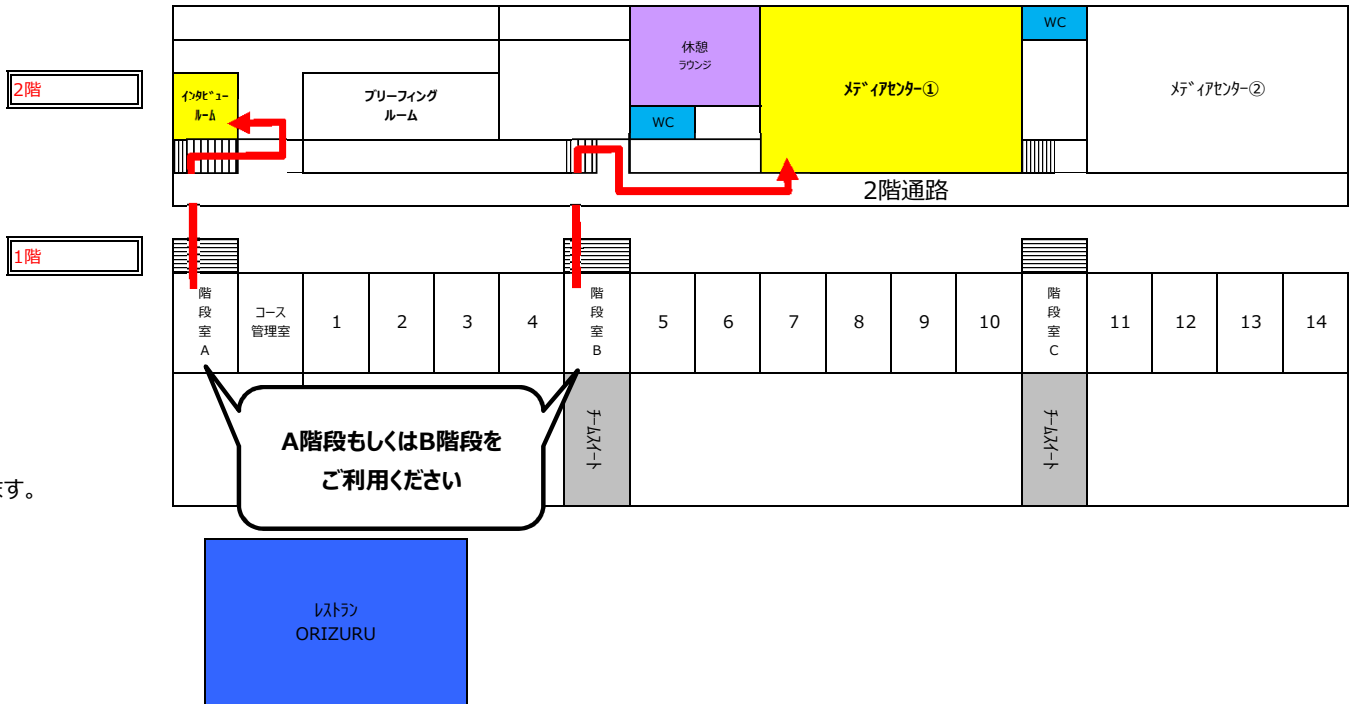 2階
WC
休憩
ラウンジ
WC
インタビュー
ルーム
ブリーフィング
ルーム
メディアセンター①
メディアセンター②
2階通路
1階
階
段
室
A
コース
管理室
1
2
3
4
階
段
室
B
5
6
7
8
9
10
階
段
室
C
11
12
13
14
A階段もしくはB階段を
ご利用ください
チームスイート
チームスイート
す。
レストラン
ORIZURU